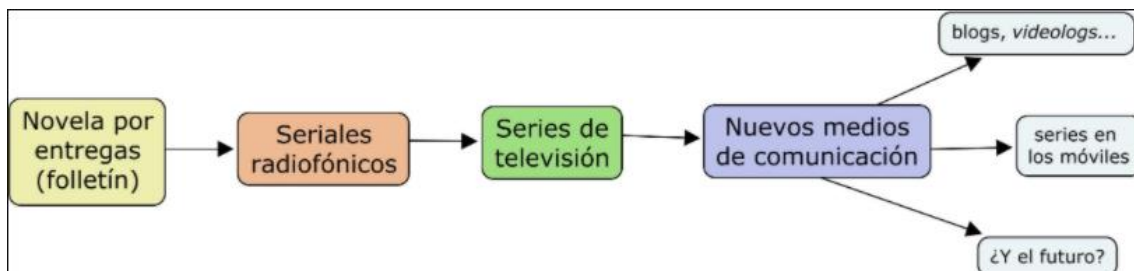 Novela por
entregas
(folletín)
Seriales
radiofónicos
Series de
televisión
Nuevos medios
de comunicación
blogs, videologs...
series en
los móviles
¿Y el futuro?